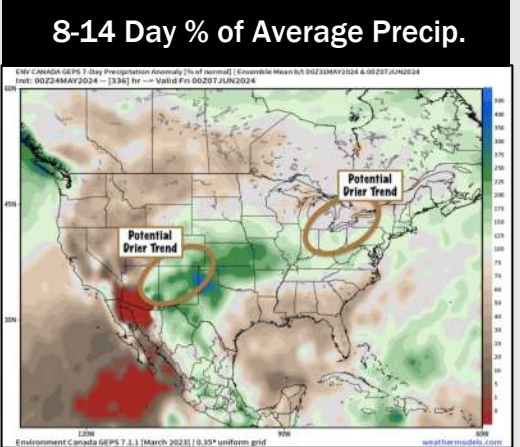 8-14 Day % of Average Precip.
ENV CANADA GEPS 7-Day Precipitation Anomaly [% of normal] | Ensemble Mean b/t 00Z31MAY2024 & 00Z07JUN2024
Init: 00Z24MAY2024 -- [336] hr --> Valid Fri 00Z07JUN2024
60N
45N
30N
Potential
Drier Trend
Potential
Drier Trend
120W
90W
60W
Environment Canada GEPS 7.1.1 [March 2023] | 0.35° uniform grid
weathermodels.com